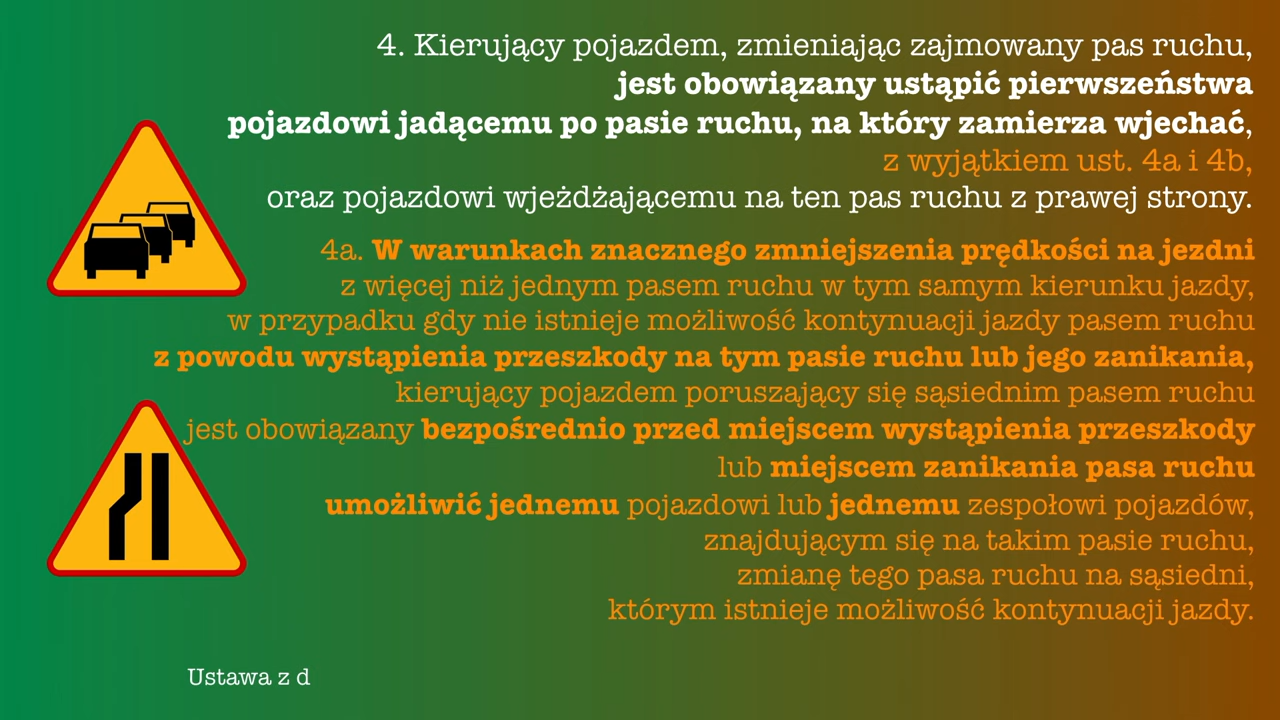 4. Kierujący pojazdem, zmieniając zajmowany pas ruchu,
jest obowiązany ustąpić pierwszeństwa
pojazdowi jadącemu po pasie ruchu, na który zamierza wjechać,
z wyjątkiem ust. 4a i 4b,
oraz pojazdowi wjeżdżającemu na ten pas ruchu z prawej strony.
4a. W warunkach znacznego zmniejszenia prędkości na jezdni
z więcej niż jednym pasem ruchu w tym samym kierunku jazdy,
w przypadku gdy nie istnieje możliwość kontynuacji jazdy pasem ruchu
z powodu wystąpienia przeszkody na tym pasie ruchu lub jego zanikania,
kierujący pojazdem poruszający się sąsiednim pasem ruchu
jest obowiązany bezpośrednio przed miejscem wystąpienia przeszkody
lub miejscem zanikania pasa ruchu
umożliwić jednemu pojazdowi lub jednemu zespołowi pojazdów,
znajdującym się na takim pasie ruchu,
zmianę tego pasa ruchu na sąsiedni,
którym istnieje możliwość kontynuacji jazdy.
Ustawa z d